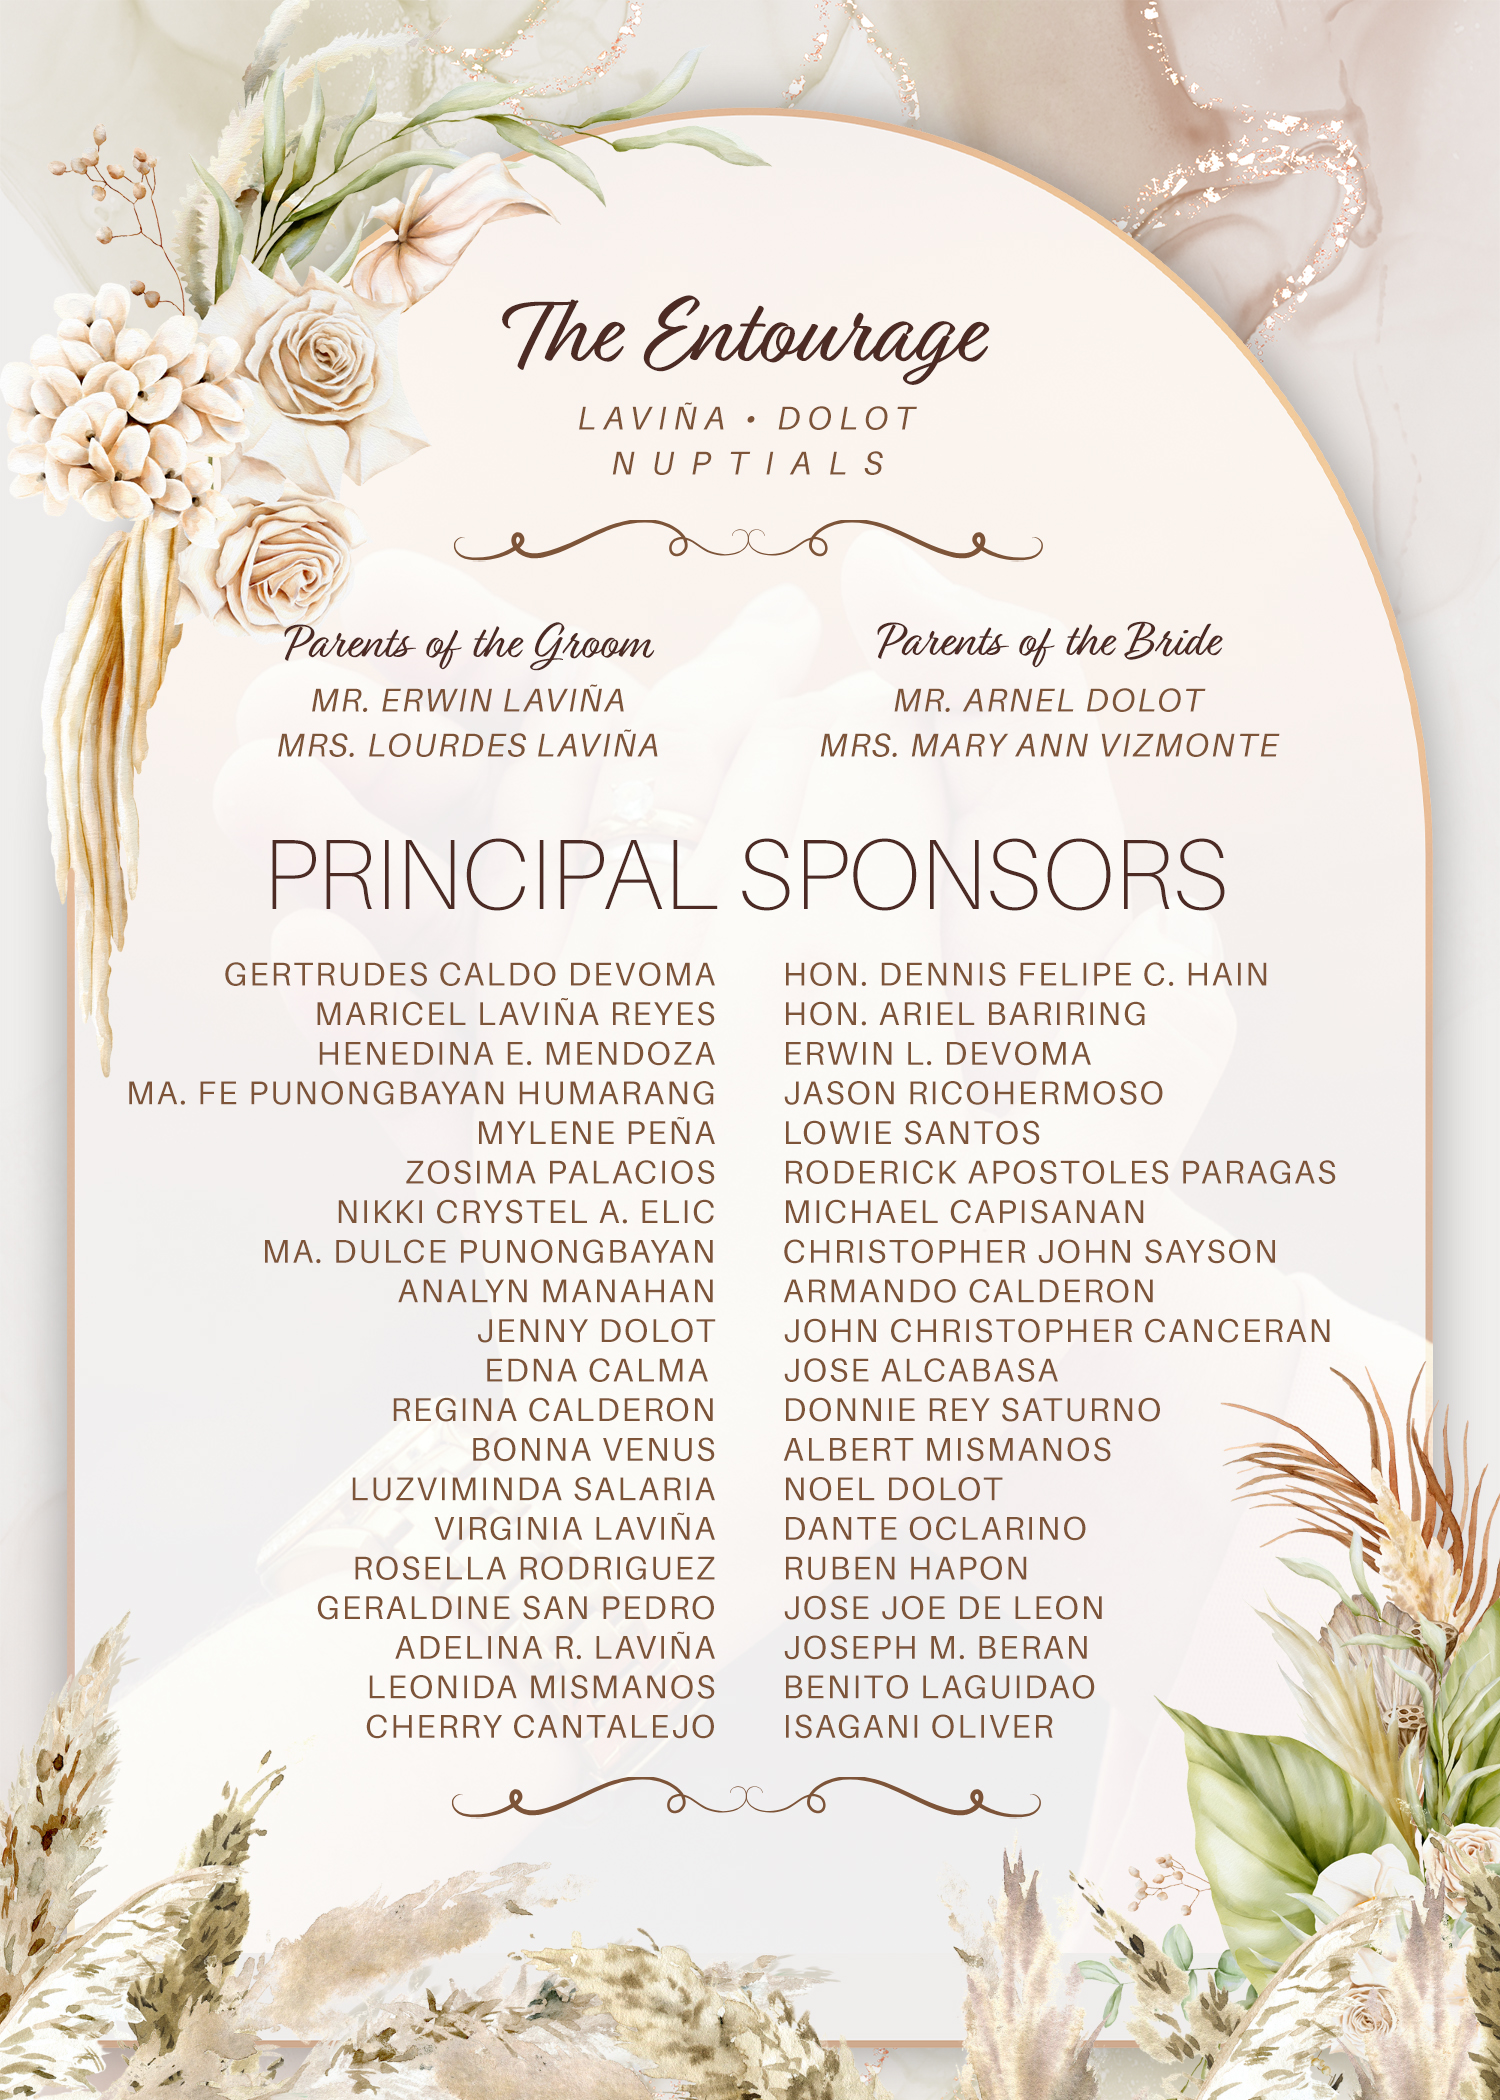 The Entourage
LAVIÑA • DOLOT
NUPTIALS
Parents of the Groom
MR. ERWIN LAVIÑA
MRS. LOURDES LAVIÑA
Parents of the Bride
MR. ARNEL DOLOT
MRS. MARY ANN VIZMONTE
PRINCIPAL SPONSORS
GERTRUDES CALDO DEVOMA
MARICEL LAVIÑA REYES
HENEDINA E. MENDOZA
MA. FE PUNONGBAYAN HUMARANG
MYLENE PEÑA
ZOSIMA PALACIOS
NIKKI CRYSTEL A. ELIC
MA. DULCE PUNONGBAYAN
ANALYN MANAHAN
JENNY DOLOT
EDNA CALMA
REGINA CALDERON
BONNA VENUS
LUZVIMINDA SALARIA
VIRGINIA LAVIÑA
ROSELLA RODRIGUEZ
GERALDINE SAN PEDRO
ADELINA R. LAVIÑA
LEONIDA MISMANOS
CHERRY CANTALEJO
HON. DENNIS FELIPE C. HAIN
HON. ARIEL BARIRING
ERWIN L. DEVOMA
JASON RICOHERMOSO
LOWIE SANTOS
RODERICK APOSTOLES PARAGAS
MICHAEL CAPISANAN
CHRISTOPHER JOHN SAYSON
ARMANDO CALDERON
JOHN CHRISTOPHER CANCERAN
JOSE ALCABASA
DONNIE REY SATURNO
ALBERT MISMANOS
NOEL DOLOT
DANTE OCLARINO
RUBEN HAPON
JOSE JOE DE LEON
JOSEPH M. BERAN
BENITO LAGUIDAO
ISAGANI OLIVER